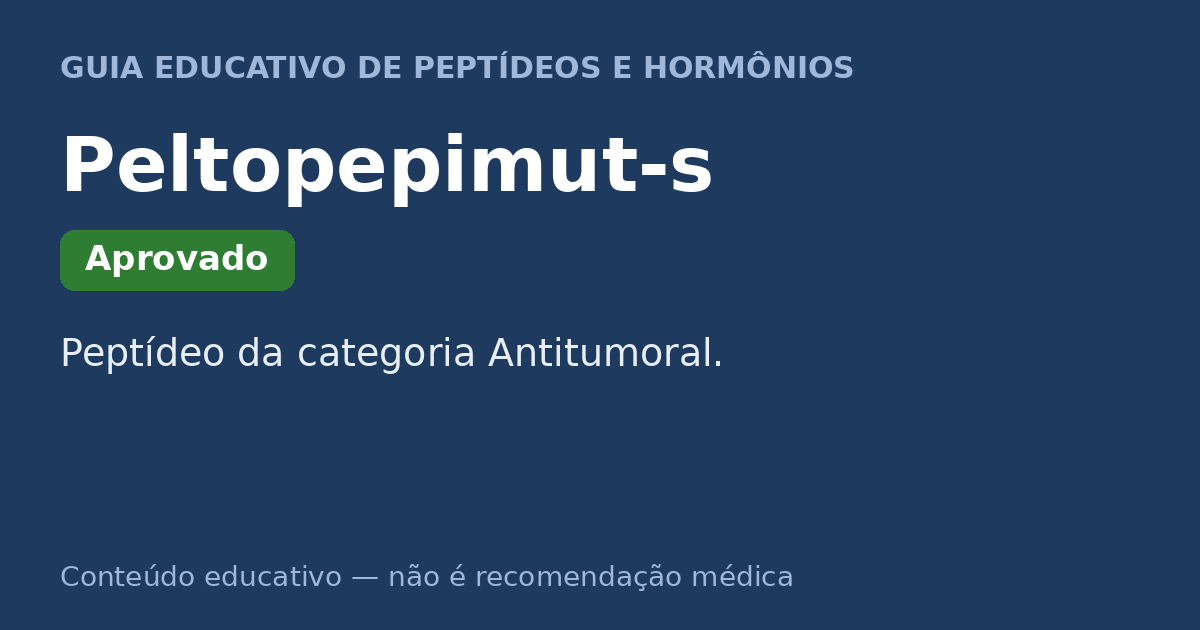 GUIA EDUCATIVO DE PEPTÍDEOS E HORMÔNIOS
Peltopepimut-s
Aprovado
Peptídeo da categoria Antitumoral.
Conteúdo educativo — não é recomendação médica